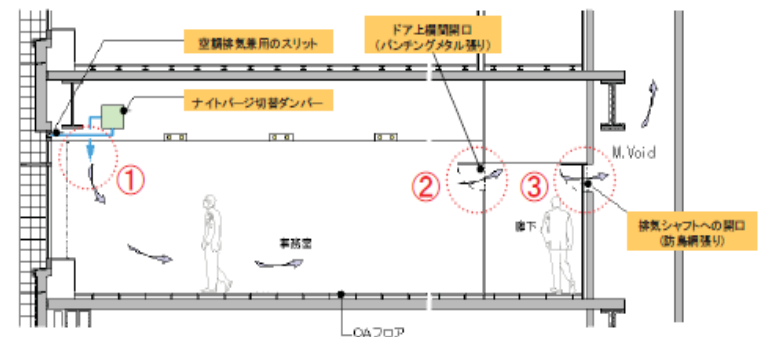 空調排気兼用のスリット
ドア上欄間開口
(パンチングメタル張り)
ナイトパージ切替ダンパー
M.Void
①
②
③
排気シャフトへの開口
(防鳥網張り)
廊下
事務室
OAフロア